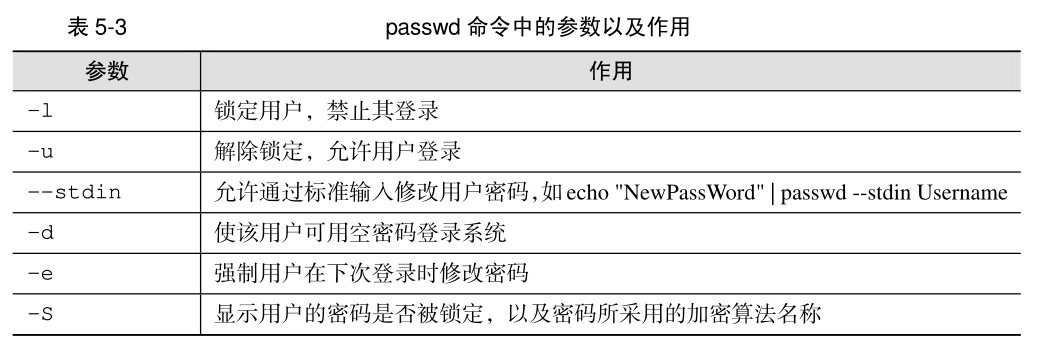 表 5-3 passwd 命令中的参数以及作用
参数 作用
-l 锁定用户，禁止其登录
-u 解除锁定，允许用户登录
--stdin 允许通过标准输入修改用户密码，如 echo "NewPassWord" | passwd --stdin Username
-d 使该用户可用空密码登录系统
-e 强制用户在下次登录时修改密码
-S 显示用户的密码是否被锁定，以及密码所采用的加密算法名称